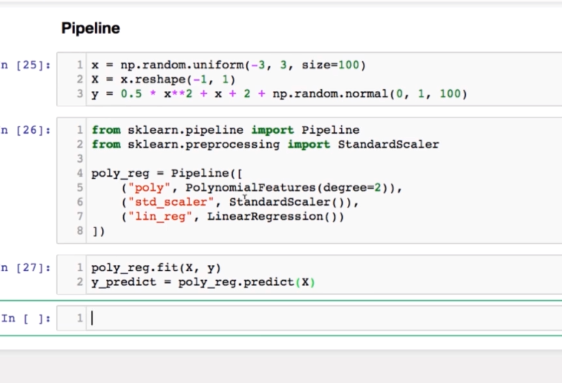 Pipeline
n [25]:
1 x = np.random.uniform(-3, 3, size=100)
2 X = x.reshape(-1, 1)
3 y = 0.5 * x**2 + x + 2 + np.random.normal(0, 1, 100)
n [26]:
1 from sklearn.pipeline import Pipeline
2 from sklearn.preprocessing import StandardScaler
3
4 poly_reg = Pipeline([
5     ("poly", PolynomialFeatures(degree=2)),
6     ("std_scaler", StandardScaler()),
7     ("lin_reg", LinearRegression())
8 ])
n [27]:
1 poly_reg.fit(X, y)
2 y_predict = poly_reg.predict(X)
In [ ]:
1